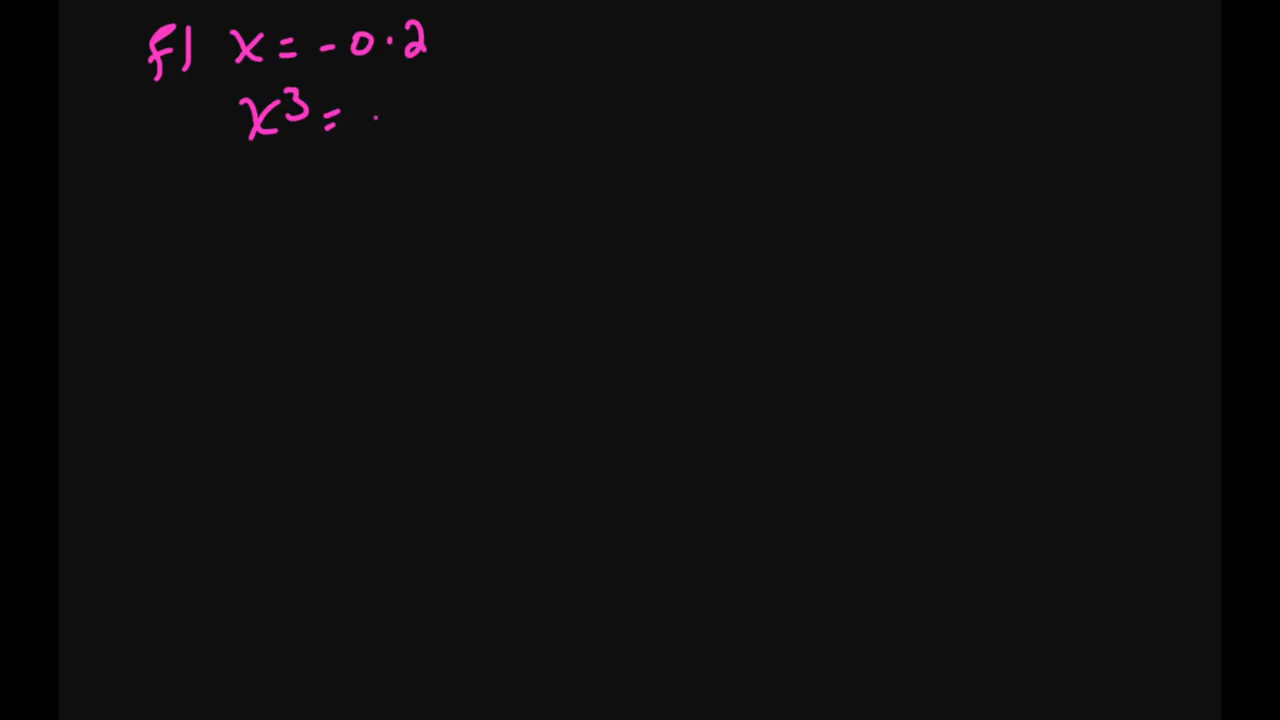 f) x = -0.2
x³ =